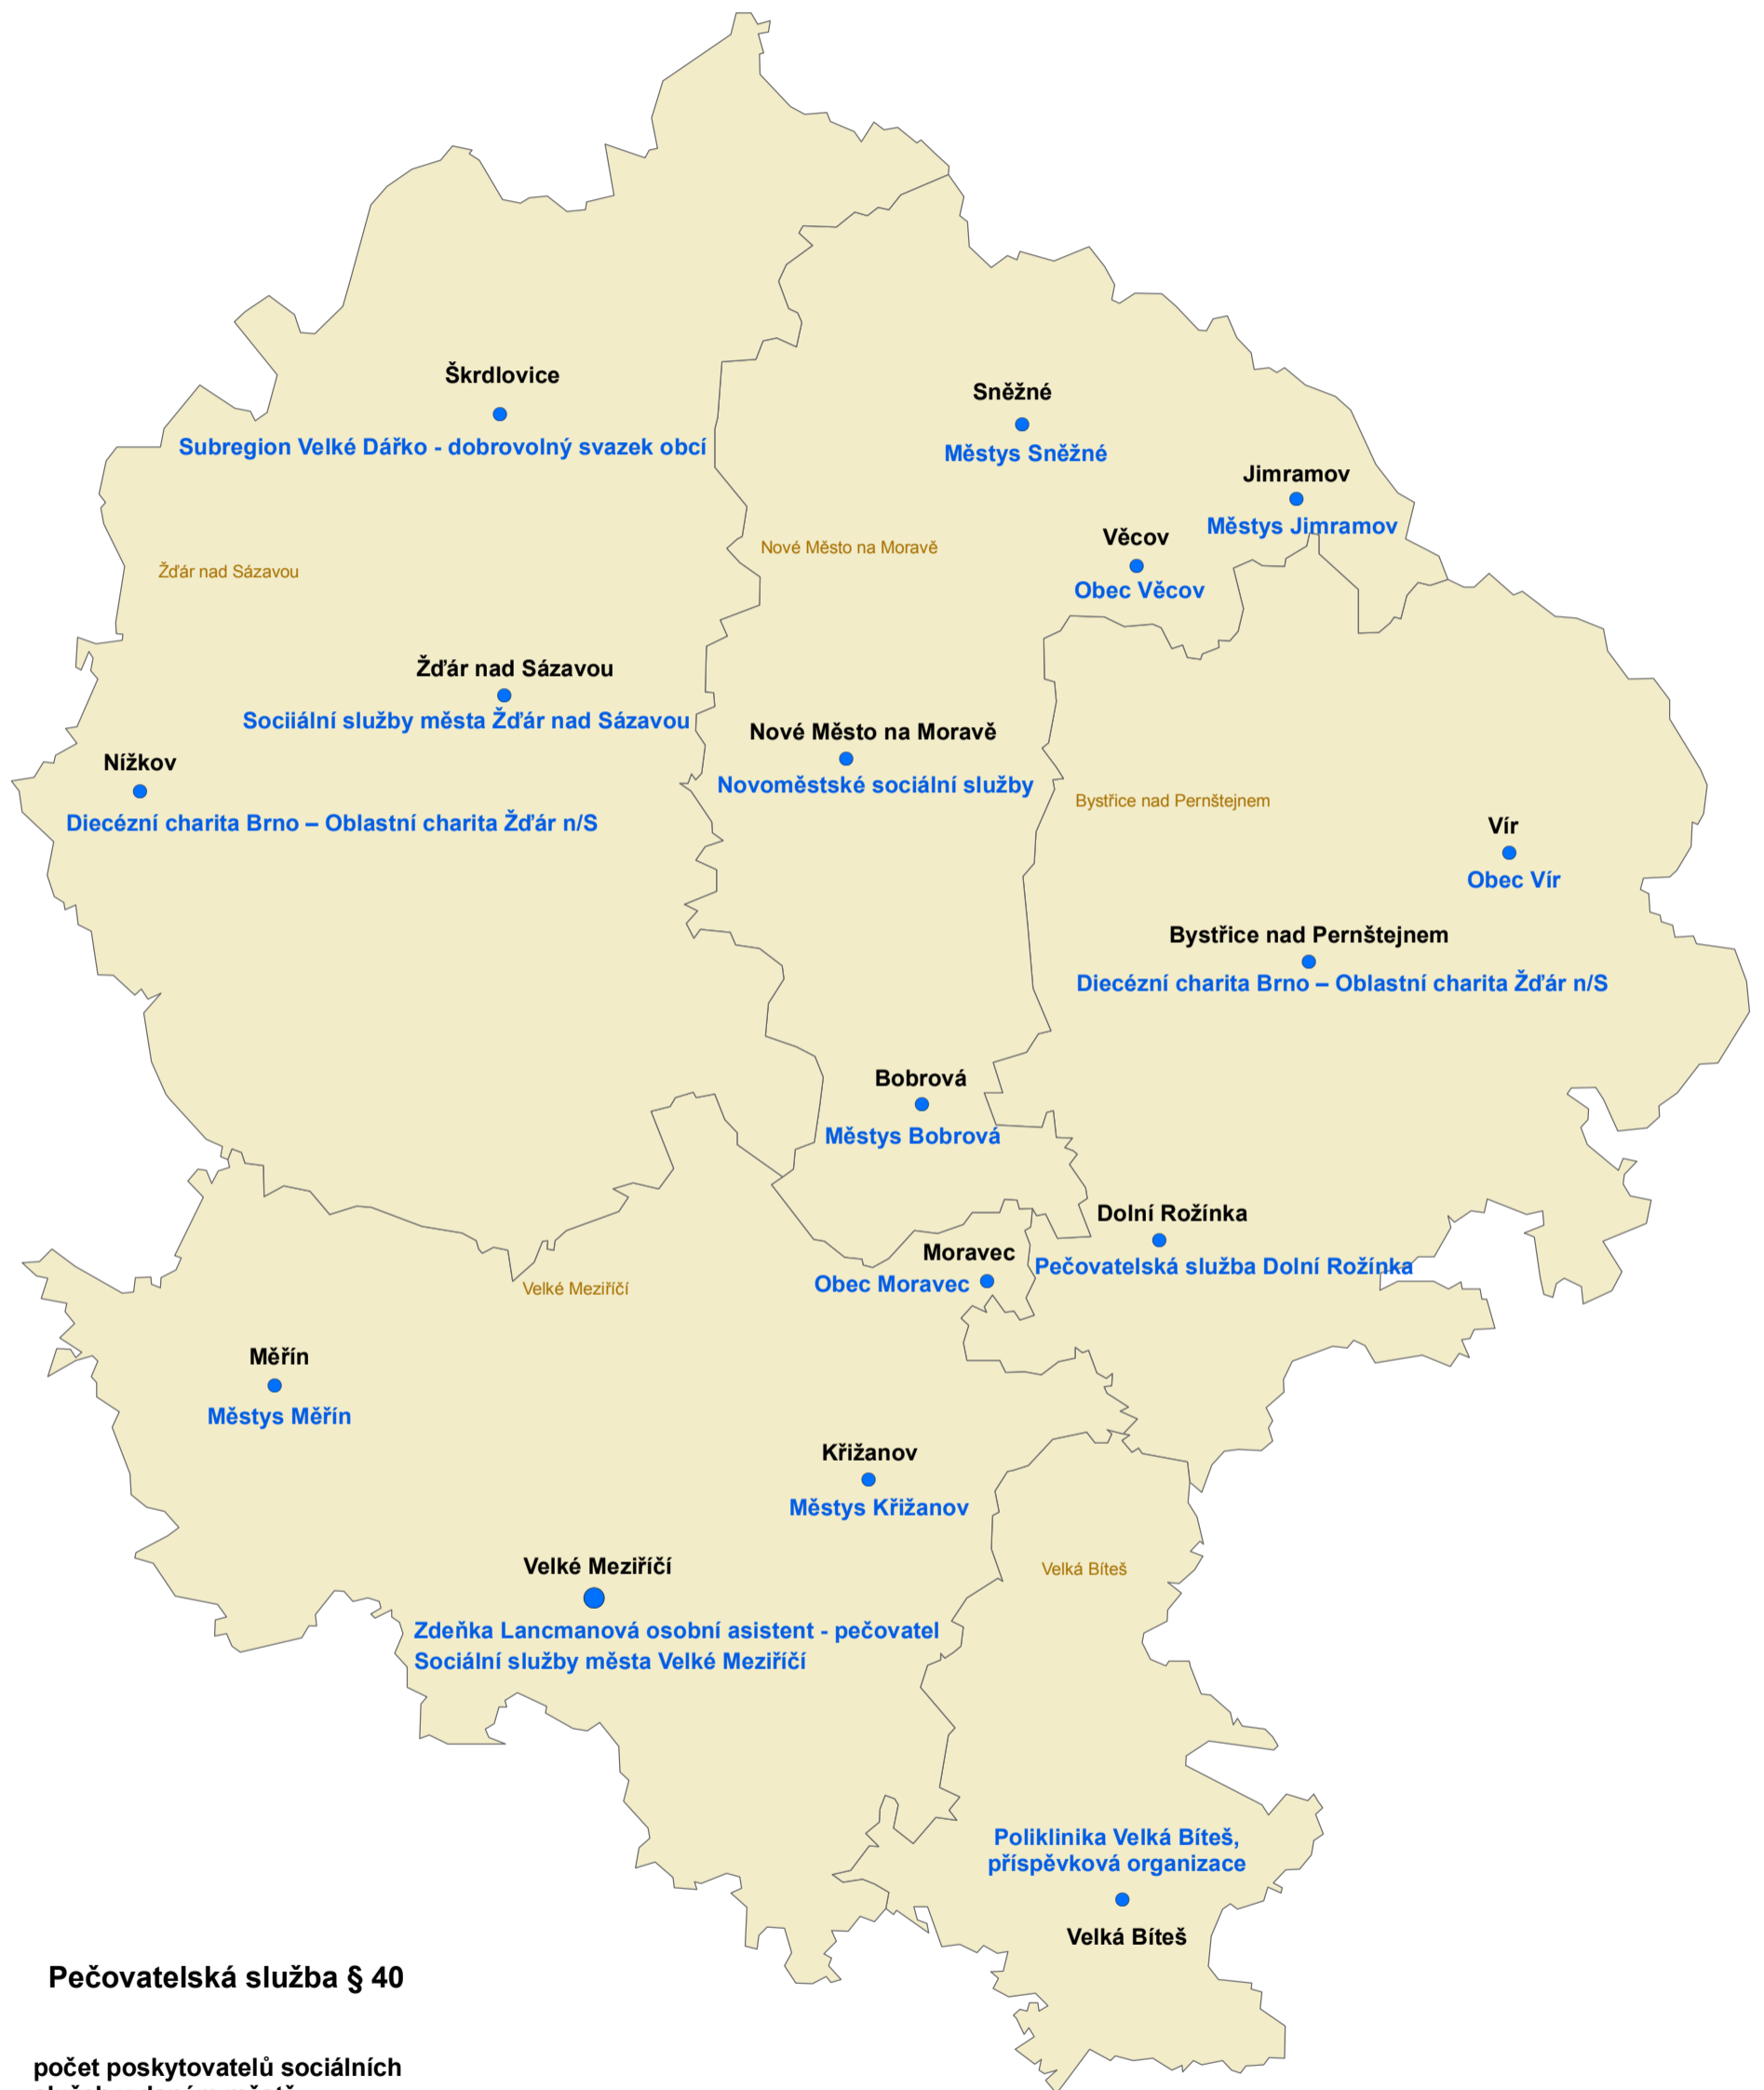 Škrdlovice
Subregion Velké Dářko - dobrovolný svazek obcí
Sněžné
Městys Sněžné
Jimramov
Městys Jimramov
Věcov
Obec Věcov
Nové Město na Moravě
Žďár nad Sázavou
Žďár nad Sázavou
Sociiální služby města Žďár nad Sázavou
Nové Město na Moravě
Novoměstské sociální služby
Nížkov
Diecézní charita Brno – Oblastní charita Žďár n/S
Bystřice nad Pernštejnem
Vír
Obec Vír
Bystřice nad Pernštejnem
Diecézní charita Brno – Oblastní charita Žďár n/S
Bobrová
Městys Bobrová
Dolní Rožínka
Pečovatelská služba Dolní Rožínka
Moravec
Obec Moravec
Velké Meziříčí
Měřín
Městys Měřín
Křižanov
Městys Křižanov
Velké Meziříčí
Zdeňka Lancmanová osobní asistent - pečovatel
Sociální služby města Velké Meziříčí
Velká Bíteš
Poliklinika Velká Bíteš,
příspěvková organizace
Velká Bíteš
Pečovatelská služba § 40
počet poskytovatelů sociálních